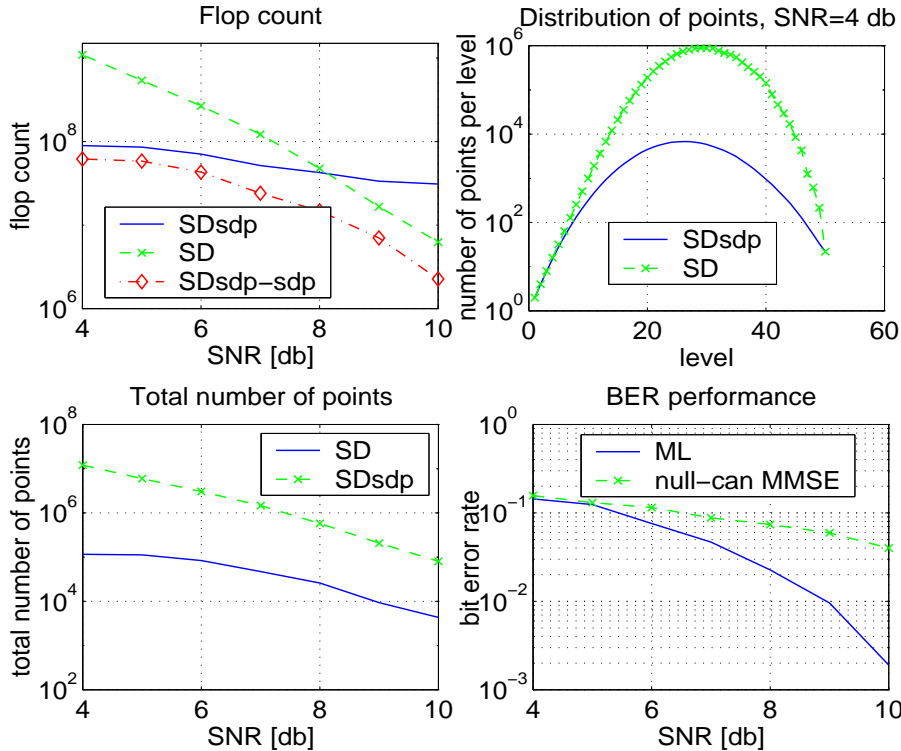 Flop count
flop count
10^8
10^6
SDsdp
SD
SDsdp-sdp
4
6
8
10
SNR [db]
Distribution of points, SNR=4 db
number of points per level
10^6
10^4
10^2
10^0
SDsdp
SD
0
20
40
60
level
Total number of points
total number of points
10^8
10^6
10^4
10^2
SD
SDsdp
4
6
8
10
SNR [db]
BER performance
bit error rate
10^0
10^-1
10^-2
10^-3
ML
null-can MMSE
4
5
6
7
8
9
10
SNR [db]